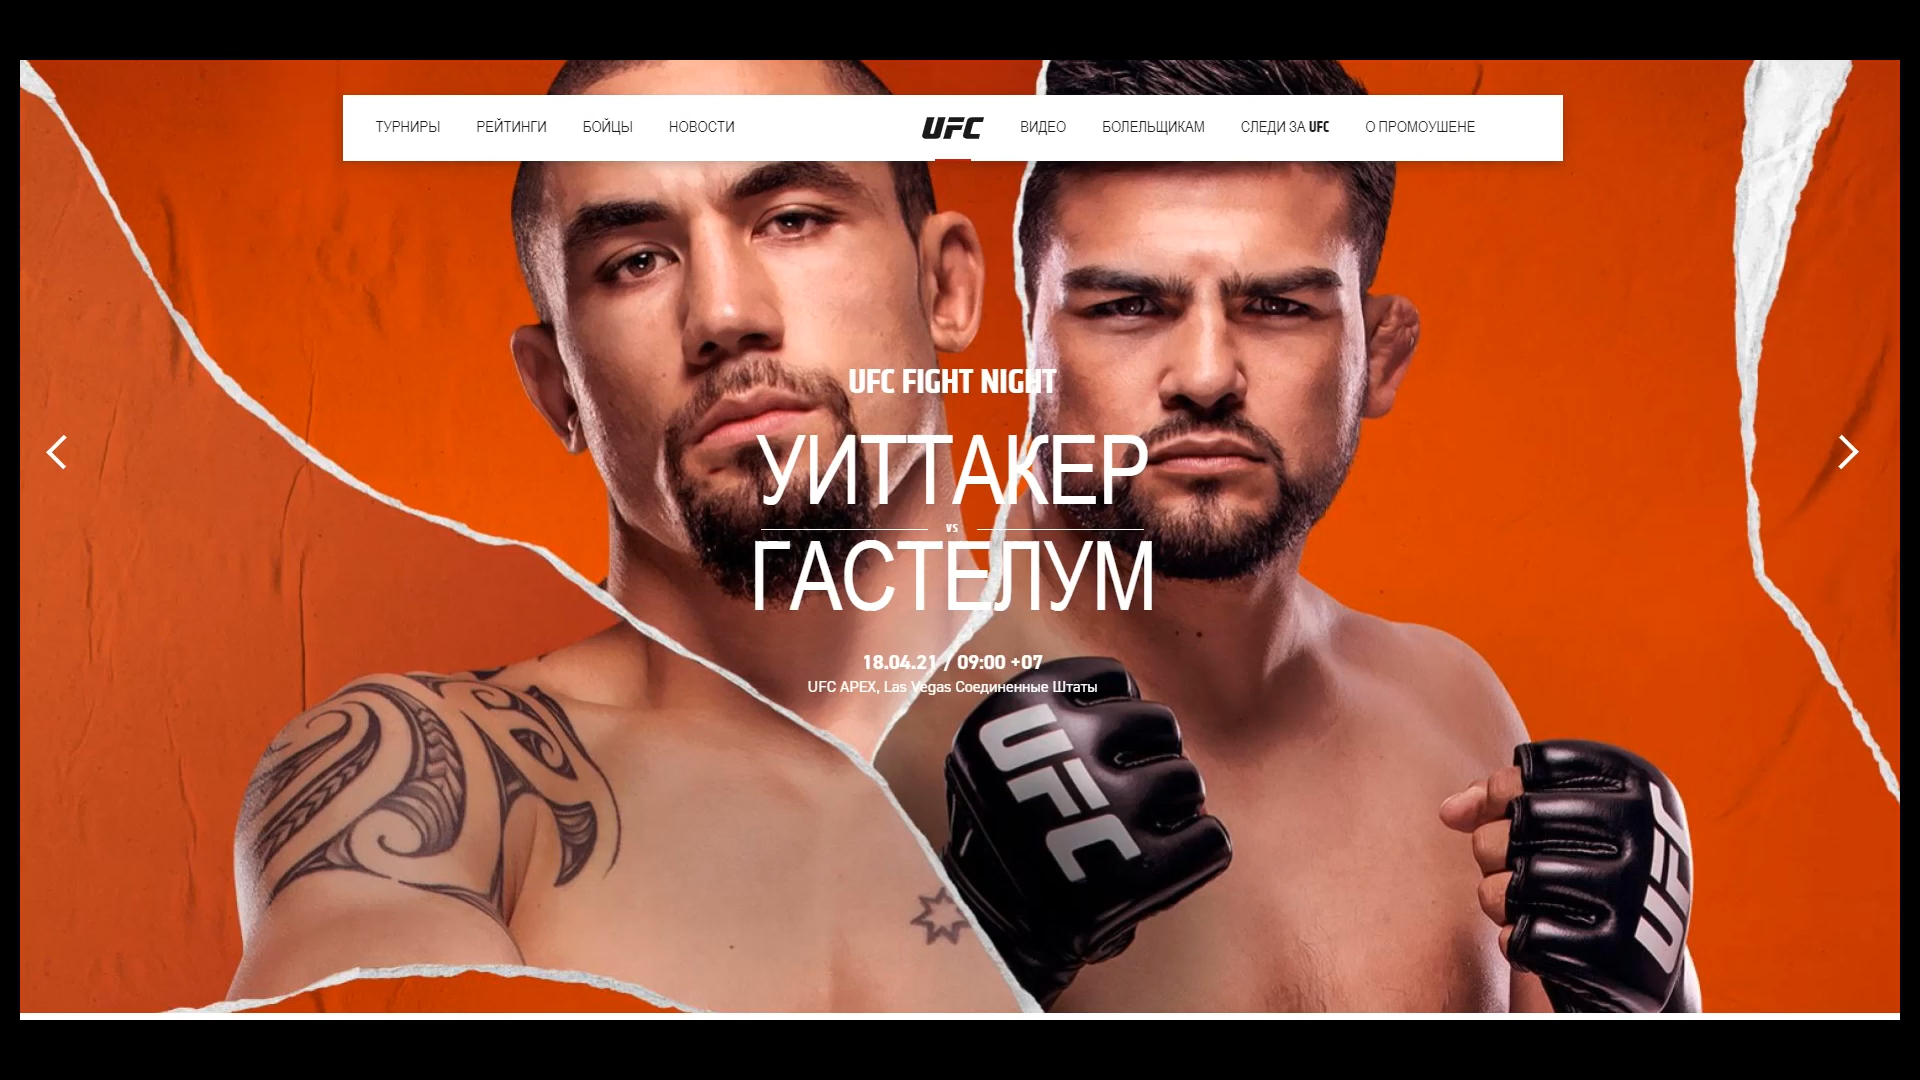 ТУРНИРЫ РЕЙТИНГИ БОЙЦЫ НОВОСТИ UFC ВИДЕО БОЛЕЛЬЩИКАМ СЛЕДИ ЗА UFC О ПРОМОУШЕНЕ
UFC FIGHT NIGHT
УИТТАКЕР
VS
ГАСТЕЛУМ
18.04.21 / 09:00 +07
UFC APEX, Las Vegas Соединенные Штаты
UFC
UFC